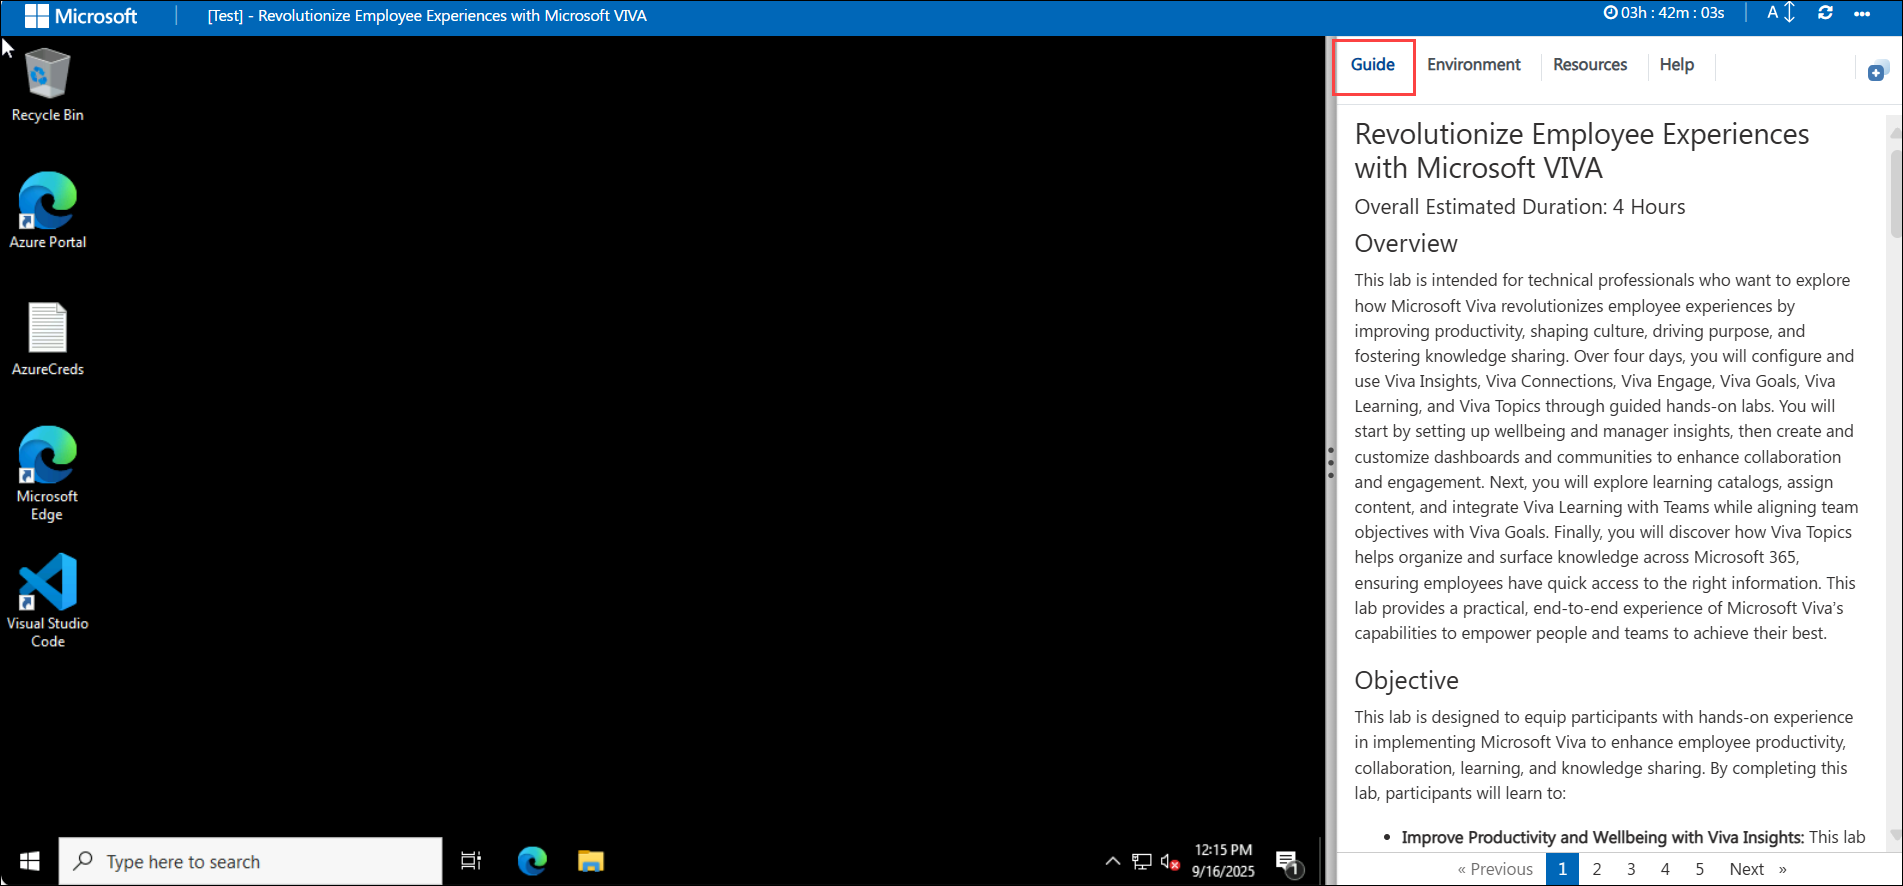 Microsoft
[Test] - Revolutionize Employee Experiences with Microsoft VIVA
03h : 42m : 03s
A
Recycle Bin
Azure Portal
AzureCreds
Microsoft
Edge
Visual Studio
Code
Type here to search
12:15 PM
9/16/2025
1
Guide
Environment
Resources
Help
Revolutionize Employee Experiences
with Microsoft VIVA
Overall Estimated Duration: 4 Hours
Overview
This lab is intended for technical professionals who want to explore
how Microsoft Viva revolutionizes employee experiences by
improving productivity, shaping culture, driving purpose, and
fostering knowledge sharing. Over four days, you will configure and
use Viva Insights, Viva Connections, Viva Engage, Viva Goals, Viva
Learning, and Viva Topics through guided hands-on labs. You will
start by setting up wellbeing and manager insights, then create and
customize dashboards and communities to enhance collaboration
and engagement. Next, you will explore learning catalogs, assign
content, and integrate Viva Learning with Teams while aligning team
objectives with Viva Goals. Finally, you will discover how Viva Topics
helps organize and surface knowledge across Microsoft 365,
ensuring employees have quick access to the right information. This
lab provides a practical, end-to-end experience of Microsoft Viva's
capabilities to empower people and teams to achieve their best.
Objective
This lab is designed to equip participants with hands-on experience
in implementing Microsoft Viva to enhance employee productivity,
collaboration, learning, and knowledge sharing. By completing this
lab, participants will learn to:
• Improve Productivity and Wellbeing with Viva Insights: This lab
« Previous 1 2 3 4 5 Next »